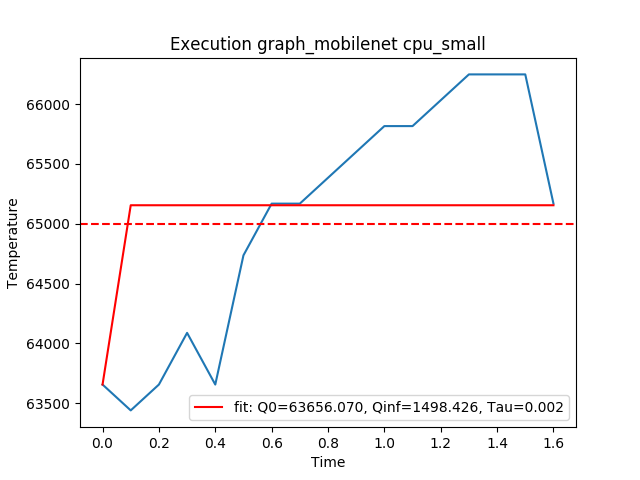 Execution graph_mobilenet cpu_small
Temperature
66000
65500
65000
64500
64000
63500
fit: Q0=63656.070, Qinf=1498.426, Tau=0.002
0.0 0.2 0.4 0.6 0.8 1.0 1.2 1.4 1.6
Time